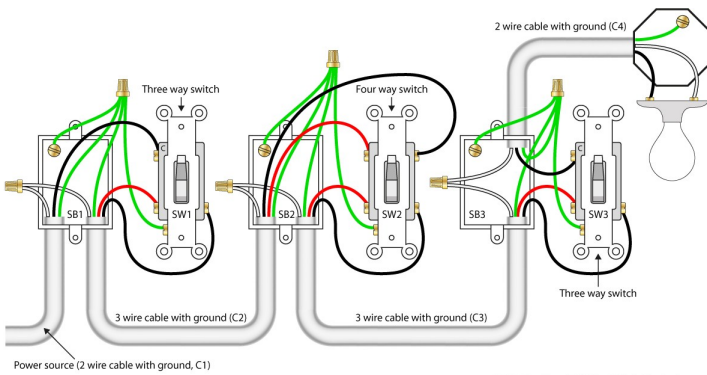 2 wire cable with ground (C4)
Three way switch
Four way switch
C
C
SB1
SW1
SB2
SW2
SB3
SW3
Three way switch
3 wire cable with ground (C2)
3 wire cable with ground (C3)
Power source (2 wire cable with ground, C1)